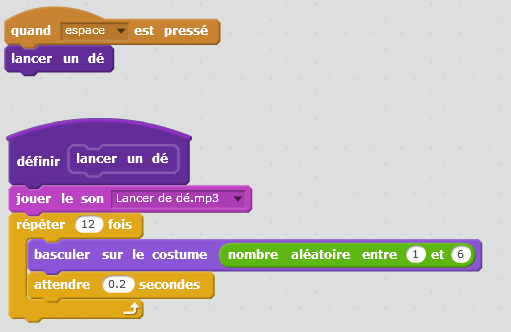 quand espace est pressé
lancer un dé
définir lancer un dé
jouer le son Lancer de dé.mp3
répéter 12 fois
basculer sur le costume nombre aléatoire entre 1 et 6
attendre 0.2 secondes